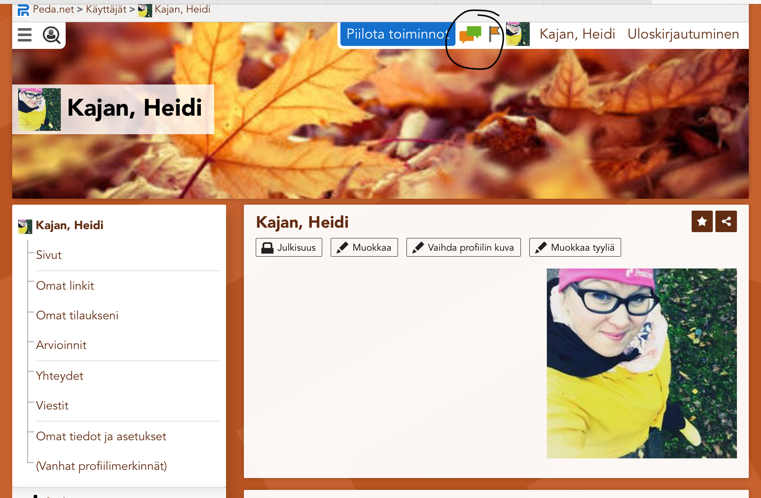 Peda.net > Käyttäjät > Kajan, Heidi
Piilota toiminnot Kajan, Heidi Uloskirjautuminen
Kajan, Heidi
Kajan, Heidi
Sivut
Omat linkit
Omat tilaukseni
Arvioinnit
Yhteydet
Viestit
Omat tiedot ja asetukset
(Vanhat profiilimerkinnät)
Kajan, Heidi
Julkisuus Muokkaa Vaihda profiilin kuva Muokkaa tyyliä